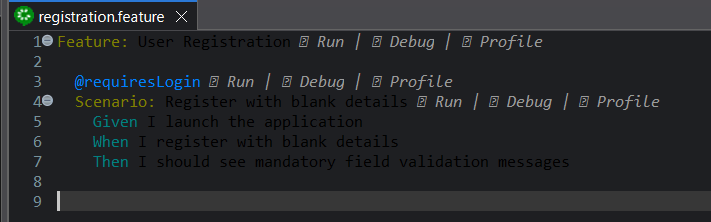 registration.feature
1 Feature: User Registration Run | Debug | Profile
2
3 @requiresLogin Run | Debug | Profile
4 Scenario: Register with blank details Run | Debug | Profile
5 Given I launch the application
6 When I register with blank details
7 Then I should see mandatory field validation messages
8
9